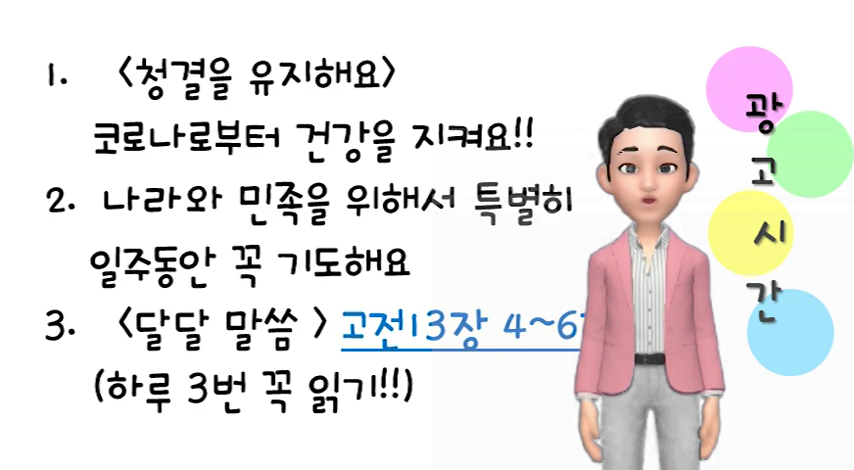 1. <청결을 유지해요>
코로나로부터 건강을 지켜요!!
2. 나라와 민족을 위해서 특별히
일주동안 꼭 기도해요
3. <달달 말씀 > 고전13장 4~6
(하루 3번 꼭 읽기!!)
광고시간